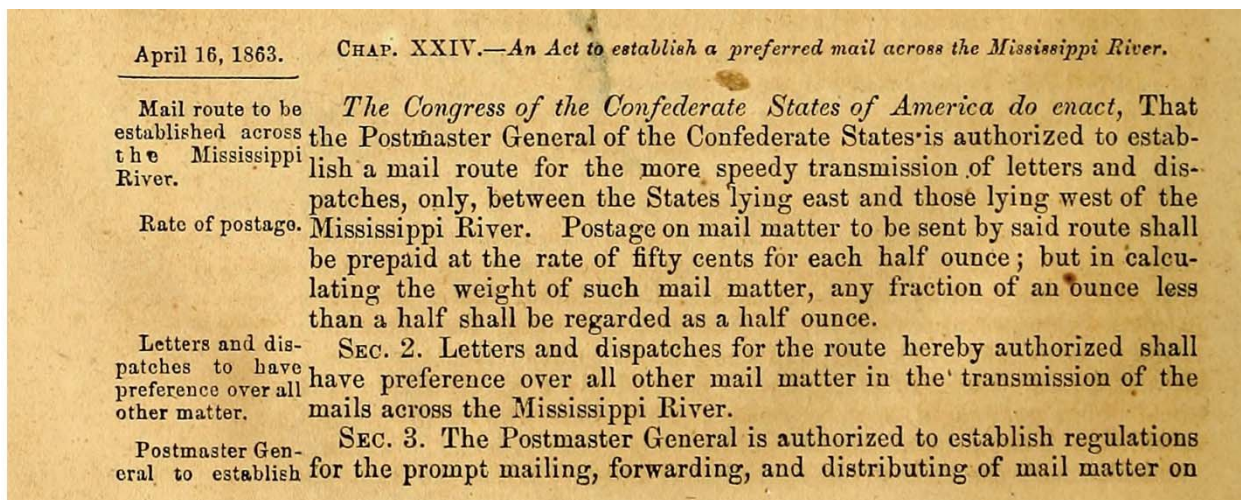 April 16, 1863.
CHAP. XXIV.—An Act to establish a preferred mail across the Mississippi River.
Mail route to be
established across
the Mississippi
River.
The Congress of the Confederate States of America do enact, That
the Postmaster General of the Confederate States is authorized to estab-
lish a mail route for the more speedy transmission of letters and dis-
patches, only, between the States lying east and those lying west of the
Rate of postage.
Mississippi River. Postage on mail matter to be sent by said route shall
be prepaid at the rate of fifty cents for each half ounce; but in calcu-
lating the weight of such mail matter, any fraction of an ounce less
than a half shall be regarded as a half ounce.
Letters and dis-
patches to have
preference over all
other matter.
SEC. 2. Letters and dispatches for the route hereby authorized shall
have preference over all other mail matter in the transmission of the
mails across the Mississippi River.
Postmaster Gen-
eral to establish
SEC. 3. The Postmaster General is authorized to establish regulations
for the prompt mailing, forwarding, and distributing of mail matter on